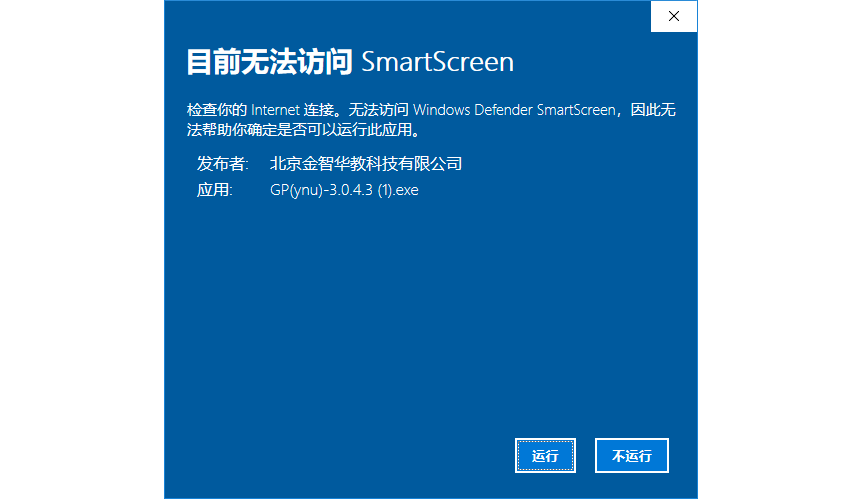 目前无法访问 SmartScreen
检查你的 Internet 连接。无法访问 Windows Defender SmartScreen，因此无
法帮助你确定是否可以运行此应用。
发布者: 北京金智华教科技有限公司
应用: GP(ynu)-3.0.4.3 (1).exe
运行 不运行